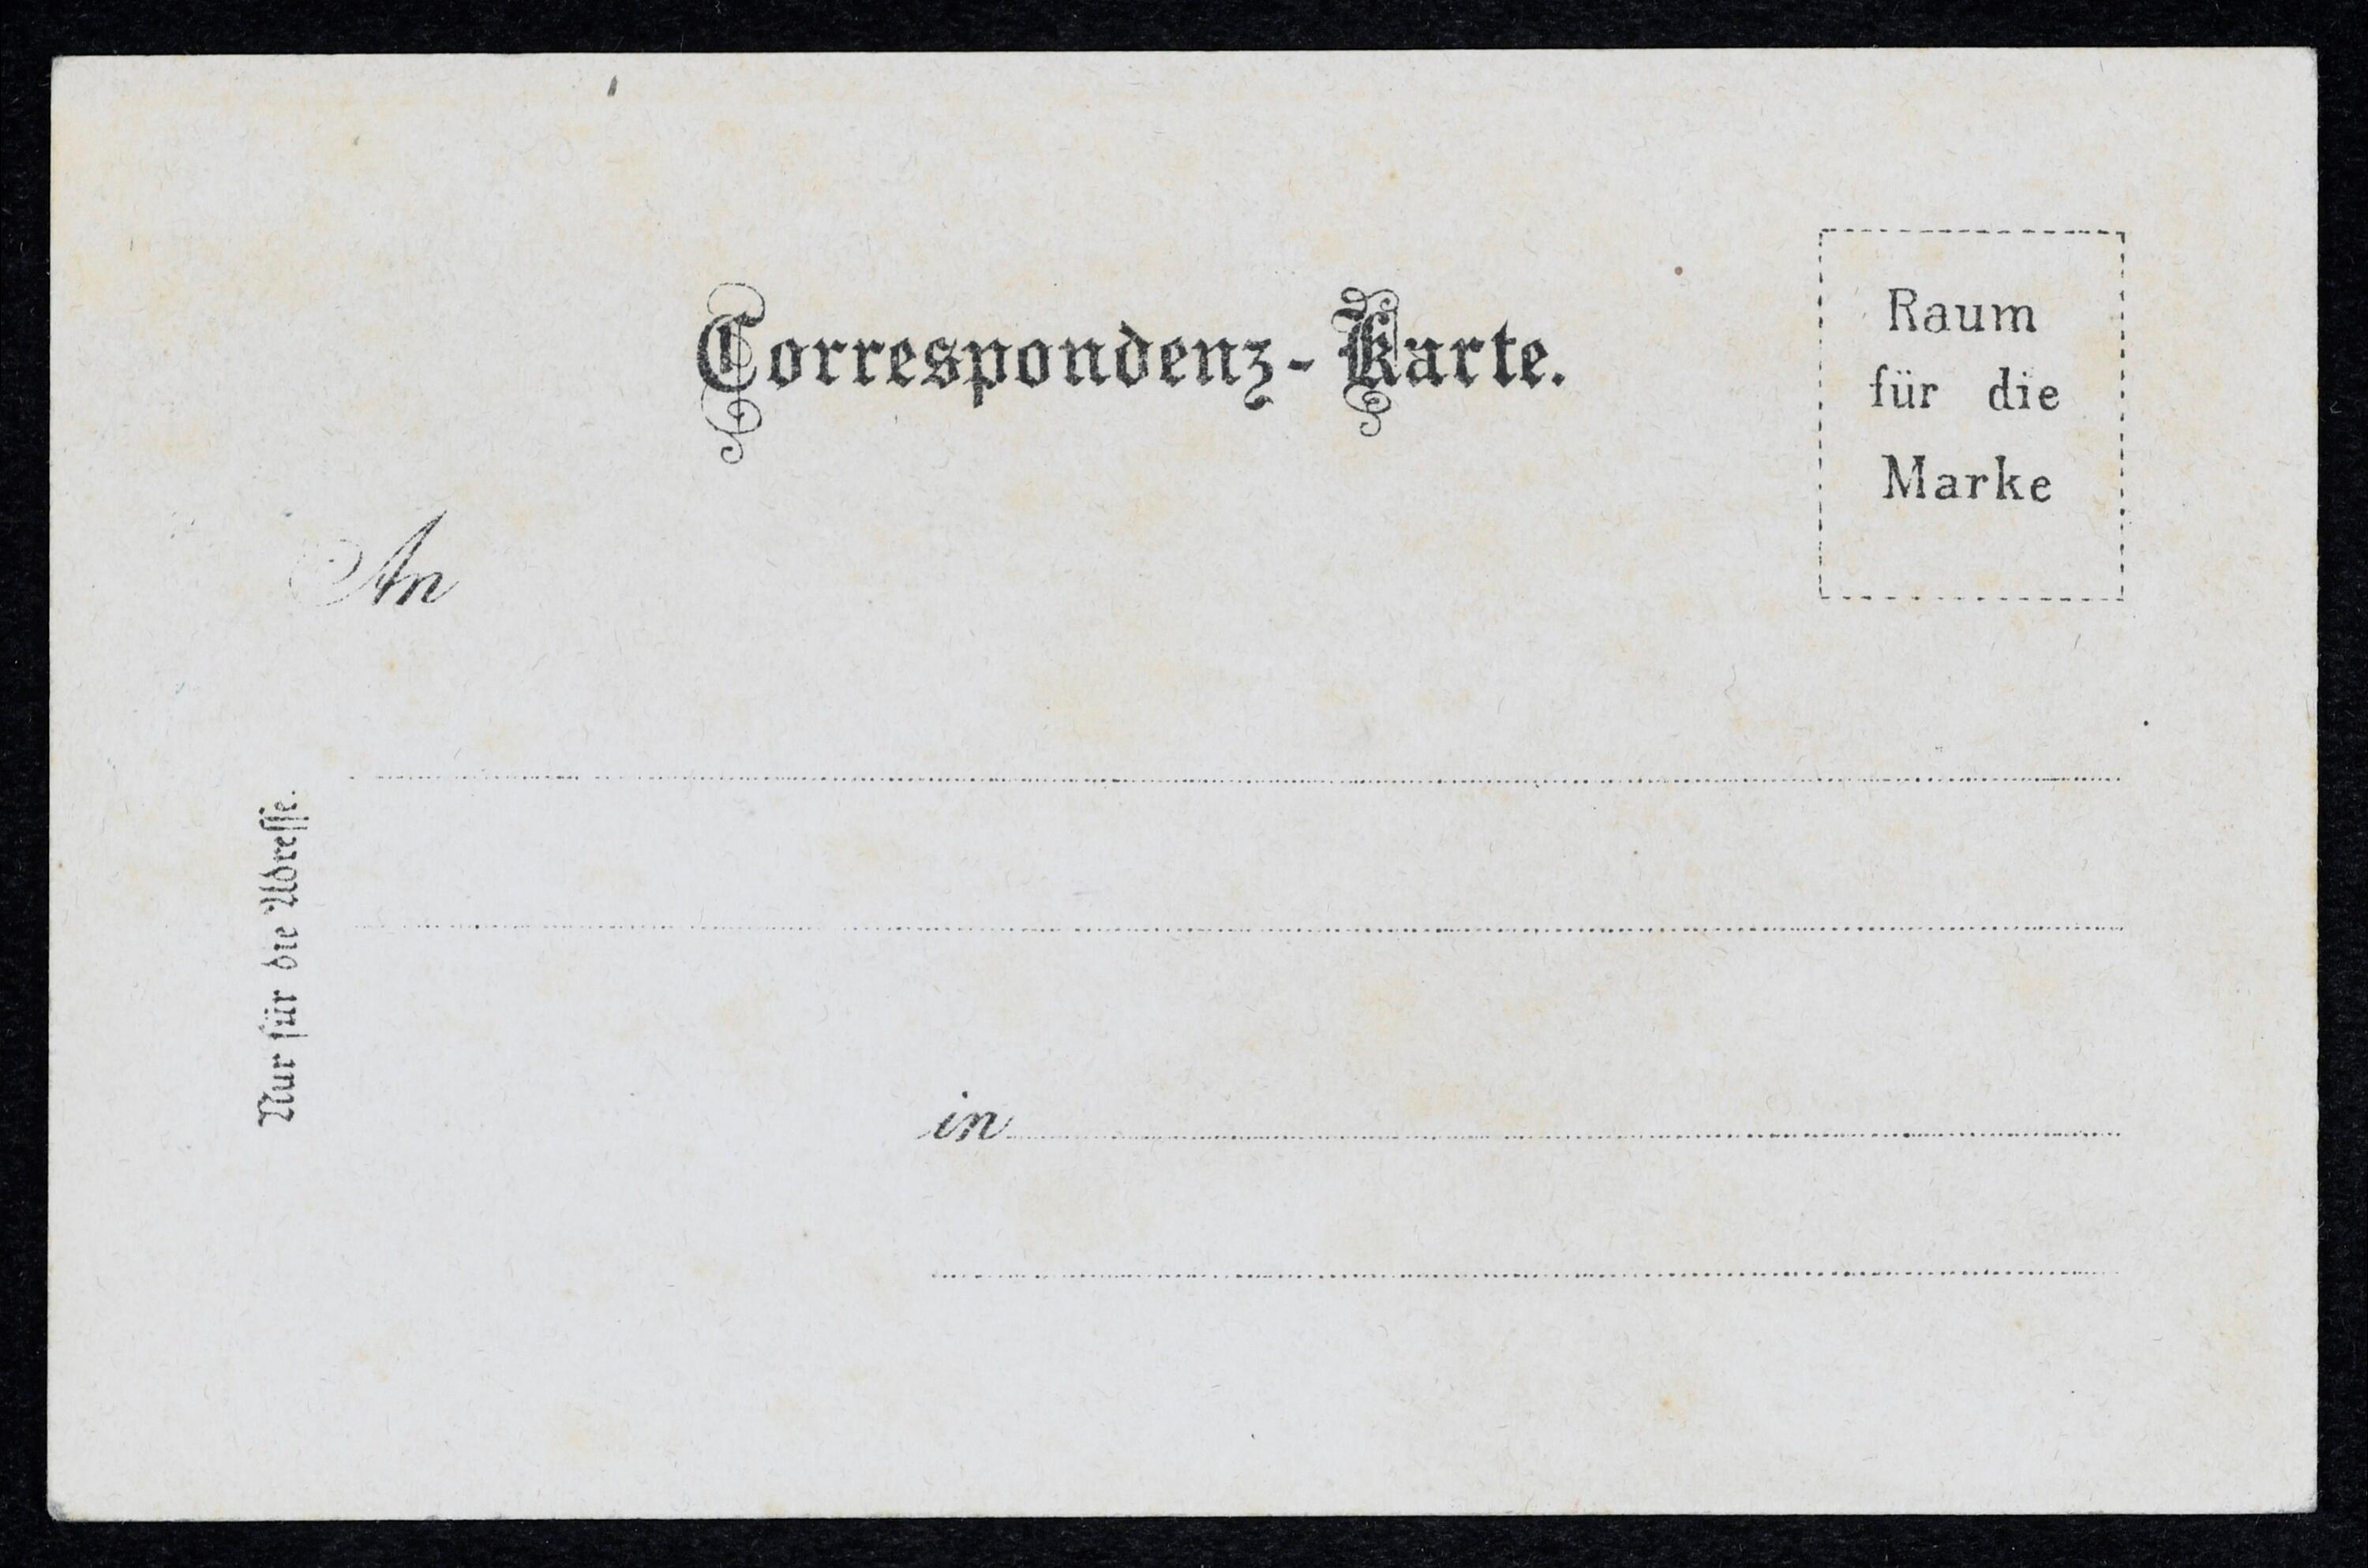 Correspondenz-Karte.
Raum
für die
Marke
An
Nur für die Adresse.
in